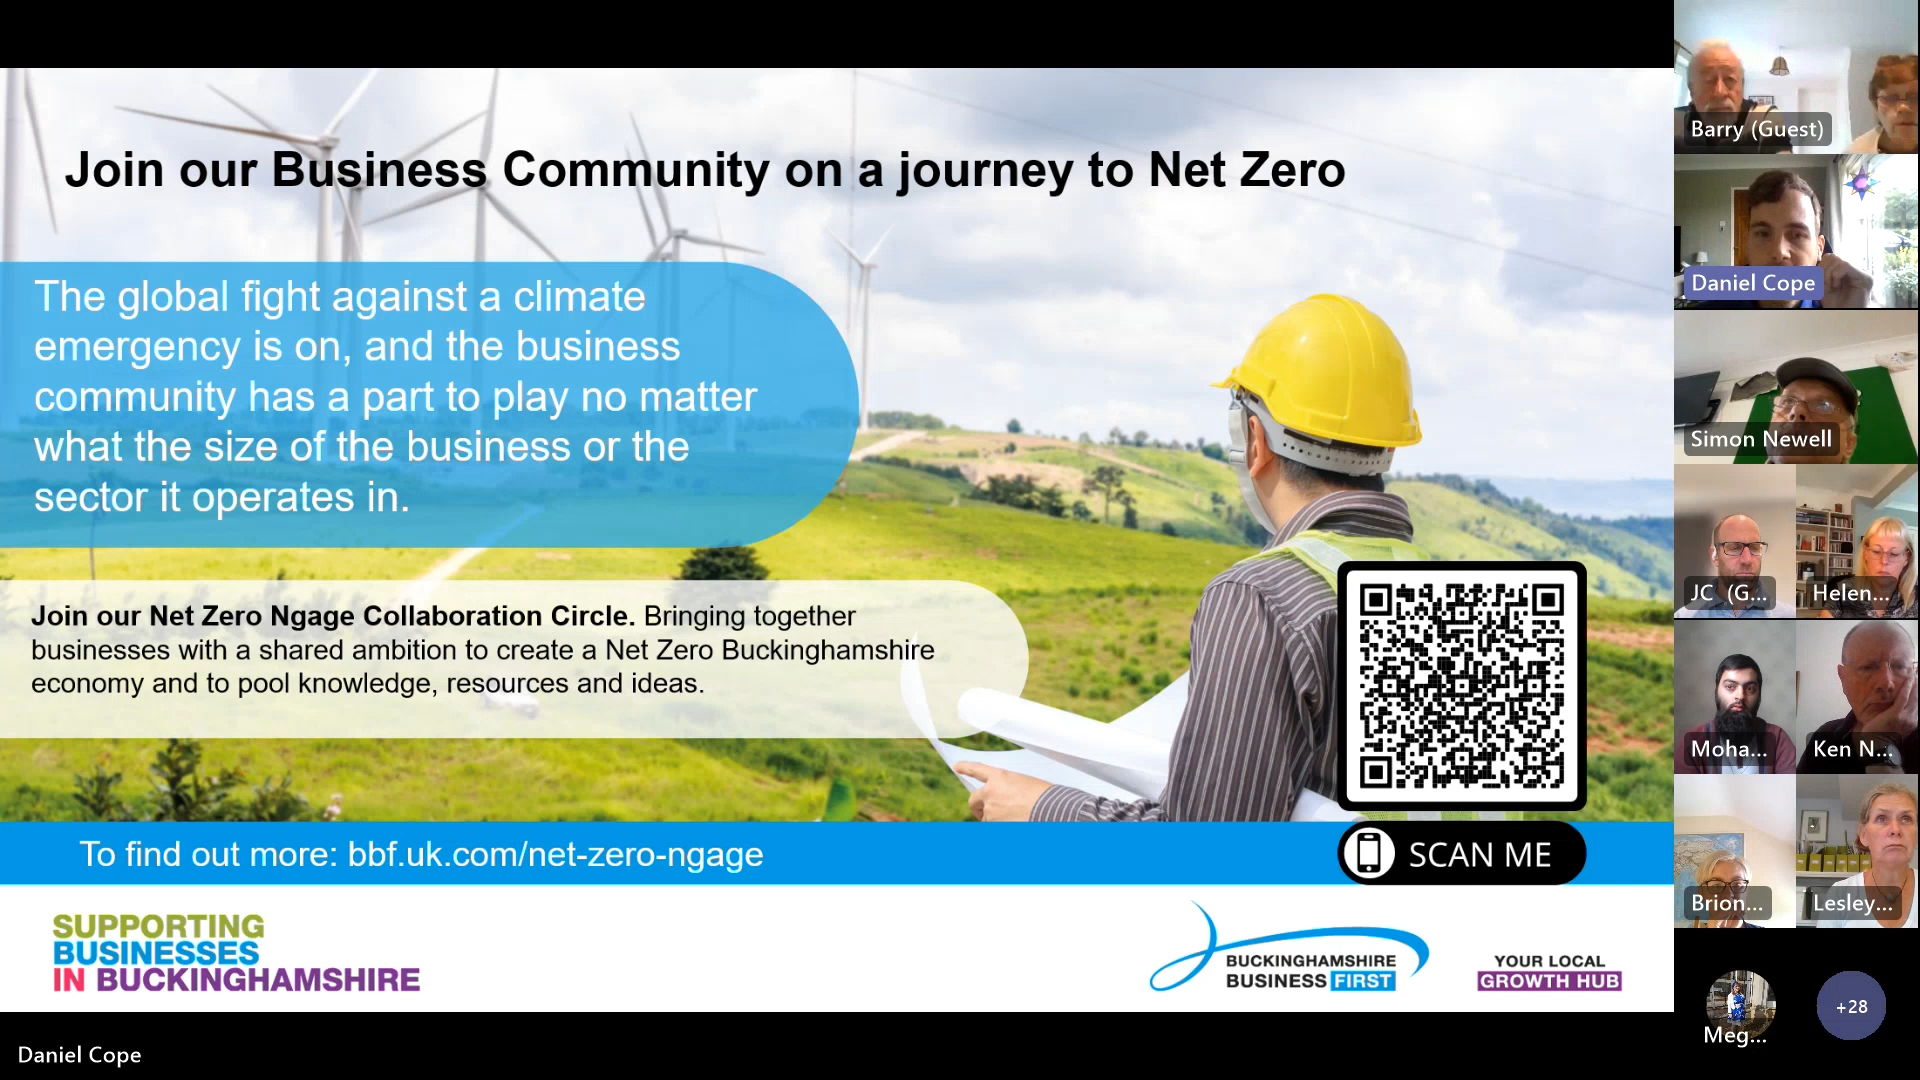 Join our Business Community on a journey to Net Zero
The global fight against a climate
emergency is on, and the business
community has a part to play no matter
what the size of the business or the
sector it operates in.
Join our Net Zero Ngage Collaboration Circle. Bringing together
businesses with a shared ambition to create a Net Zero Buckinghamshire
economy and to pool knowledge, resources and ideas.
To find out more: bbf.uk.com/net-zero-ngage
SCAN ME
SUPPORTING
BUSINESSES
IN BUCKINGHAMSHIRE
BUCKINGHAMSHIRE
BUSINESS FIRST
YOUR LOCAL
GROWTH HUB
Daniel Cope
Barry (Guest)
Daniel Cope
Simon Newell
JC (G...
Helen...
Moha...
Ken N...
Brion...
Lesley...
Meg...
+28